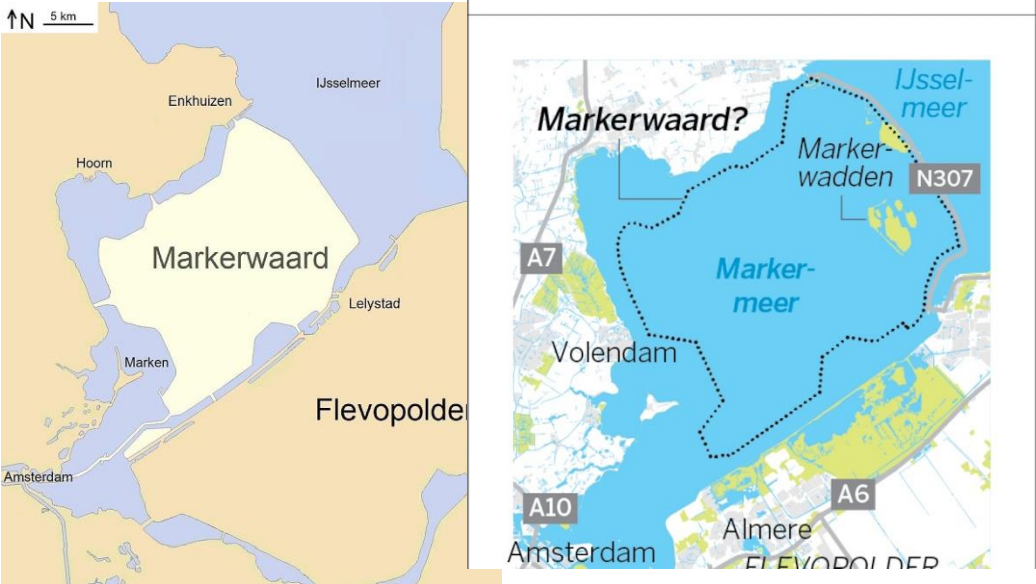 N
5 km
IJsselmeer
Enkhuizen
Hoorn
Markerwaard
Lelystad
Marken
Flevopolde
Amsterdam
IJssel-
meer
Markerwaard?
Marker-
wadden
N307
A7
Marker-
meer
Volendam
A6
A10
Almere
Amsterdam
FLEVOPOLDER